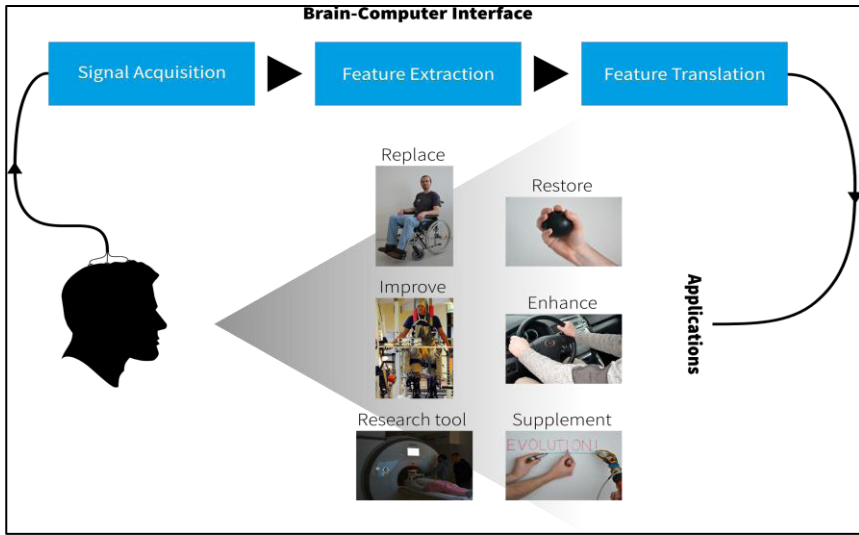 Brain-Computer Interface
Signal Acquisition
Feature Extraction
Feature Translation
Replace
Restore
Improve
Enhance
Applications
Research tool
Supplement
EVOLUTION!